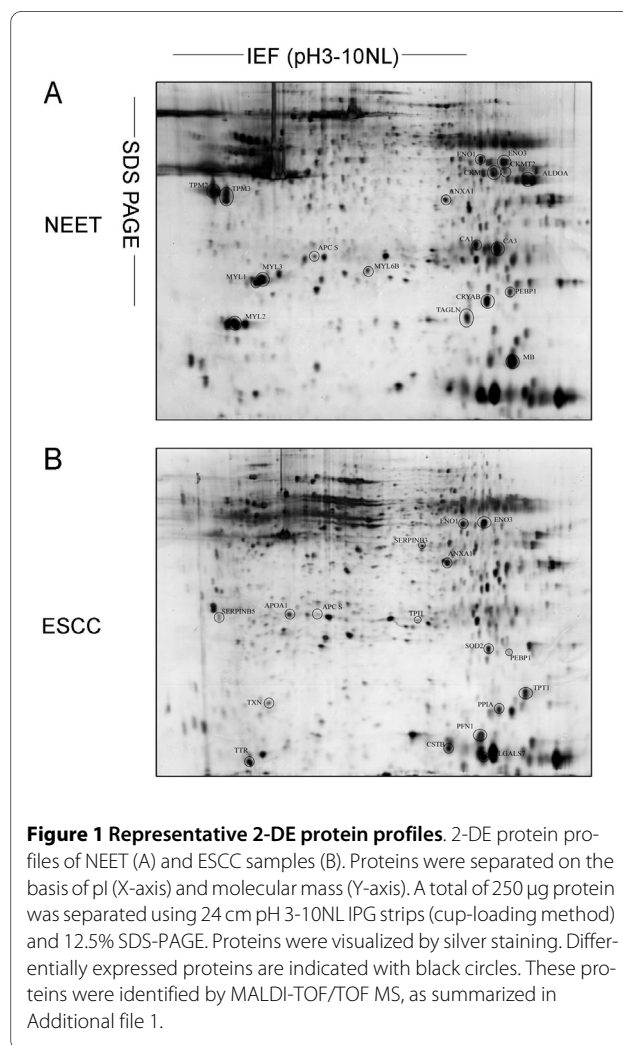 IEF (pH3-10NL)
A
SDS PAGE
NEET
ENO1
ENO3
CKMT2
ALDOA
TPM2
TPM3
ANXA1
CA1
CA3
APC S
MYL6B
MYL1
MYL3
PEBP1
CRYAB
TAGLN
MYL2
MB
B
ESCC
ENO1
ENO3
SERPINB3
ANXA1
SERPINB5
APOA1
APC S
TPI1
SOD2
PEBP1
TPT1
TXN
PPIA
PFN1
CSTB
LGALS7
TTR
Figure 1 Representative 2-DE protein profiles. 2-DE protein pro-
files of NEET (A) and ESCC samples (B). Proteins were separated on the
basis of pI (X-axis) and molecular mass (Y-axis). A total of 250 μg protein
was separated using 24 cm pH 3-10NL IPG strips (cup-loading method)
and 12.5% SDS-PAGE. Proteins were visualized by silver staining. Differ-
entially expressed proteins are indicated with black circles. These pro-
teins were identified by MALDI-TOF/TOF MS, as summarized in
Additional file 1.